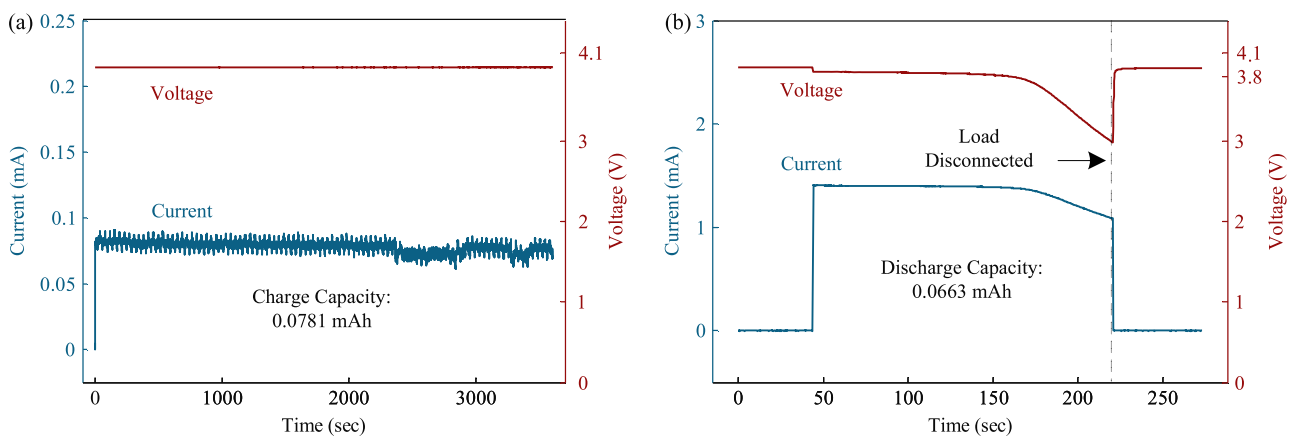 (a)
0.25
0.2
0.15
0.1
0.05
0
Current (mA)
Voltage
Current
Charge Capacity:
0.0781 mAh
4.1
3
2
1
0
Voltage (V)
0
1000
2000
3000
Time (sec)
(b)
3
2
1
0
Current (mA)
Voltage
Current
Load
Disconnected
Discharge Capacity:
0.0663 mAh
4.1
3.8
3
2
1
0
Voltage (V)
0
50
100
150
200
250
Time (sec)